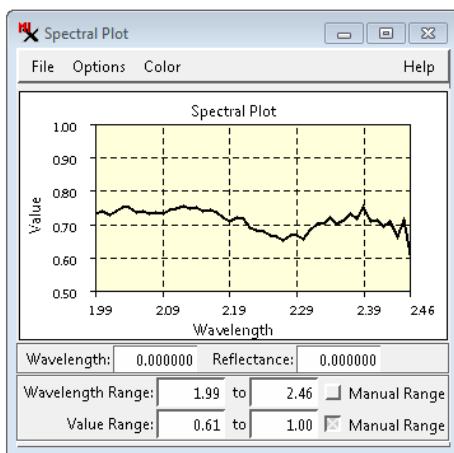 Spectral Plot
File Options Color Help
Spectral Plot
1.00
0.90
0.80
0.70
0.60
0.50
Value
1.99 2.09 2.19 2.29 2.39 2.46
Wavelength
Wavelength: 0.000000 Reflectance: 0.000000
Wavelength Range: 1.99 to 2.46 Manual Range
Value Range: 0.61 to 1.00 Manual Range